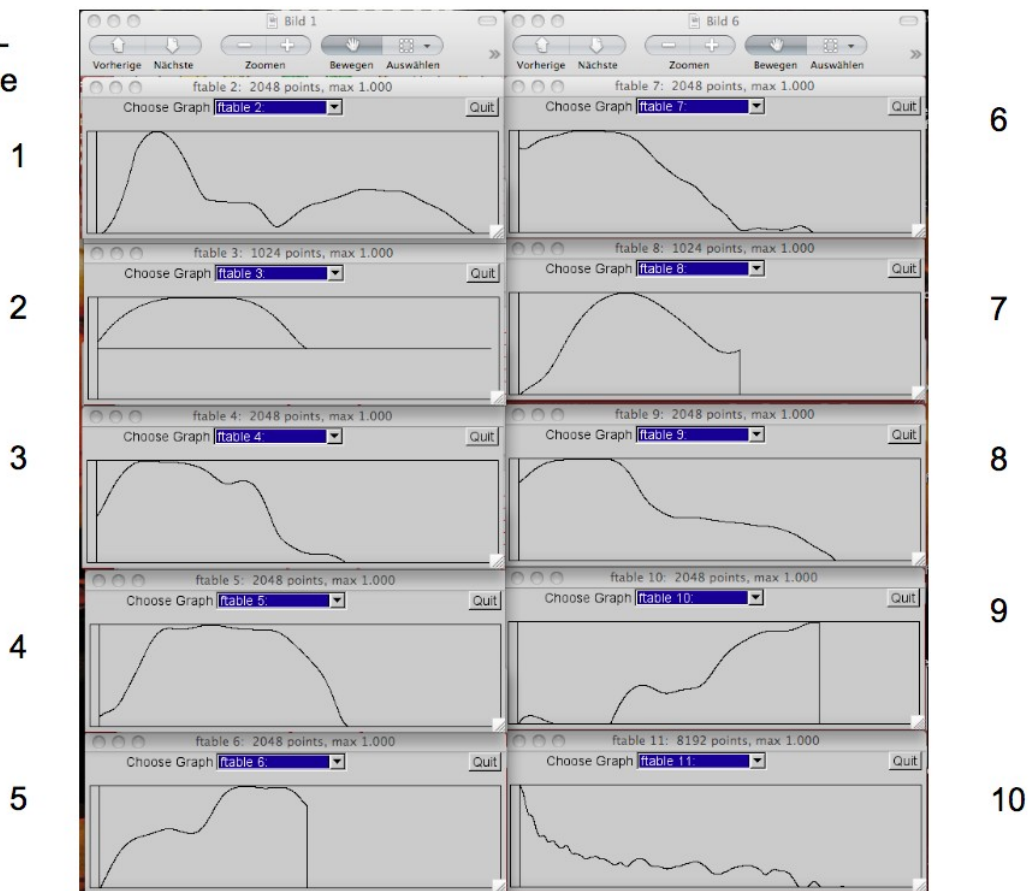 Bild 1
Vorherige Nächste Zoomen Bewegen Auswählen
e
ftable 2: 2048 points, max 1.000
Choose Graph ftable 2: Quit
1
ftable 3: 1024 points, max 1.000
Choose Graph ftable 3: Quit
2
ftable 4: 2048 points, max 1.000
Choose Graph ftable 4: Quit
3
ftable 5: 2048 points, max 1.000
Choose Graph ftable 5: Quit
4
ftable 6: 2048 points, max 1.000
Choose Graph ftable 6: Quit
5
Bild 6
Vorherige Nächste Zoomen Bewegen Auswählen
ftable 7: 2048 points, max 1.000
Choose Graph ftable 7: Quit
6
ftable 8: 1024 points, max 1.000
Choose Graph ftable 8: Quit
7
ftable 9: 2048 points, max 1.000
Choose Graph ftable 9: Quit
8
ftable 10: 2048 points, max 1.000
Choose Graph ftable 10: Quit
9
ftable 11: 8192 points, max 1.000
Choose Graph ftable 11: Quit
10